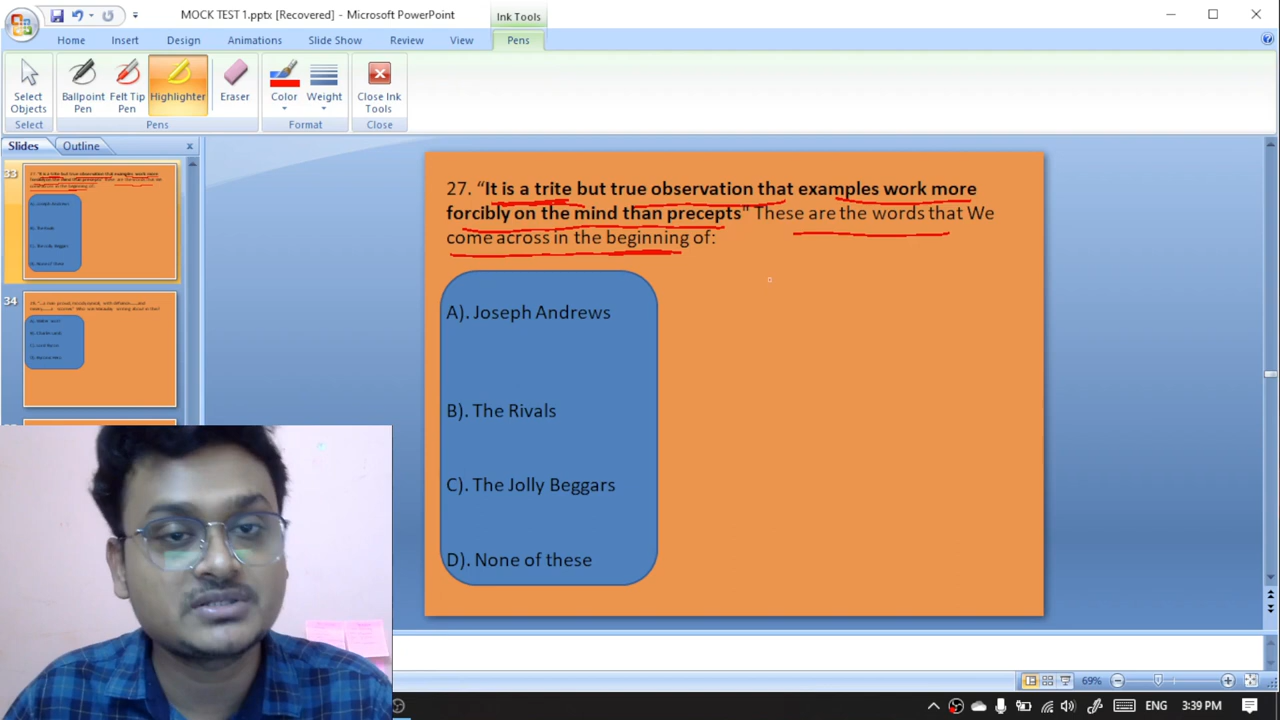 MOCK TEST 1.pptx [Recovered] - Microsoft PowerPoint
Ink Tools
Home Insert Design Animations Slide Show Review View Pens
Select Objects
Ballpoint Pen
Felt Tip Pen
Highlighter
Eraser
Color
Weight
Close Ink Tools
Select Pens Format Close
Slides Outline
33
34
27. “It is a trite but true observation that examples work more
forcibly on the mind than precepts" These are the words that We
come across in the beginning of:
A). Joseph Andrews
B). The Rivals
C). The Jolly Beggars
D). None of these
69%
ENG 3:39 PM